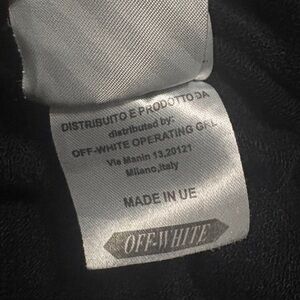 DISTRIBUITO E PRODOTTO DA
distributed by:
OFF-WHITE OPERATING GRL
Via Manin 13,20121
Milano,Italy
MADE IN UE
OFF-WHITE